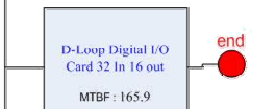 end
D-Loop Digital I/O
Card 32 In 16 out
MTBF : 165.9